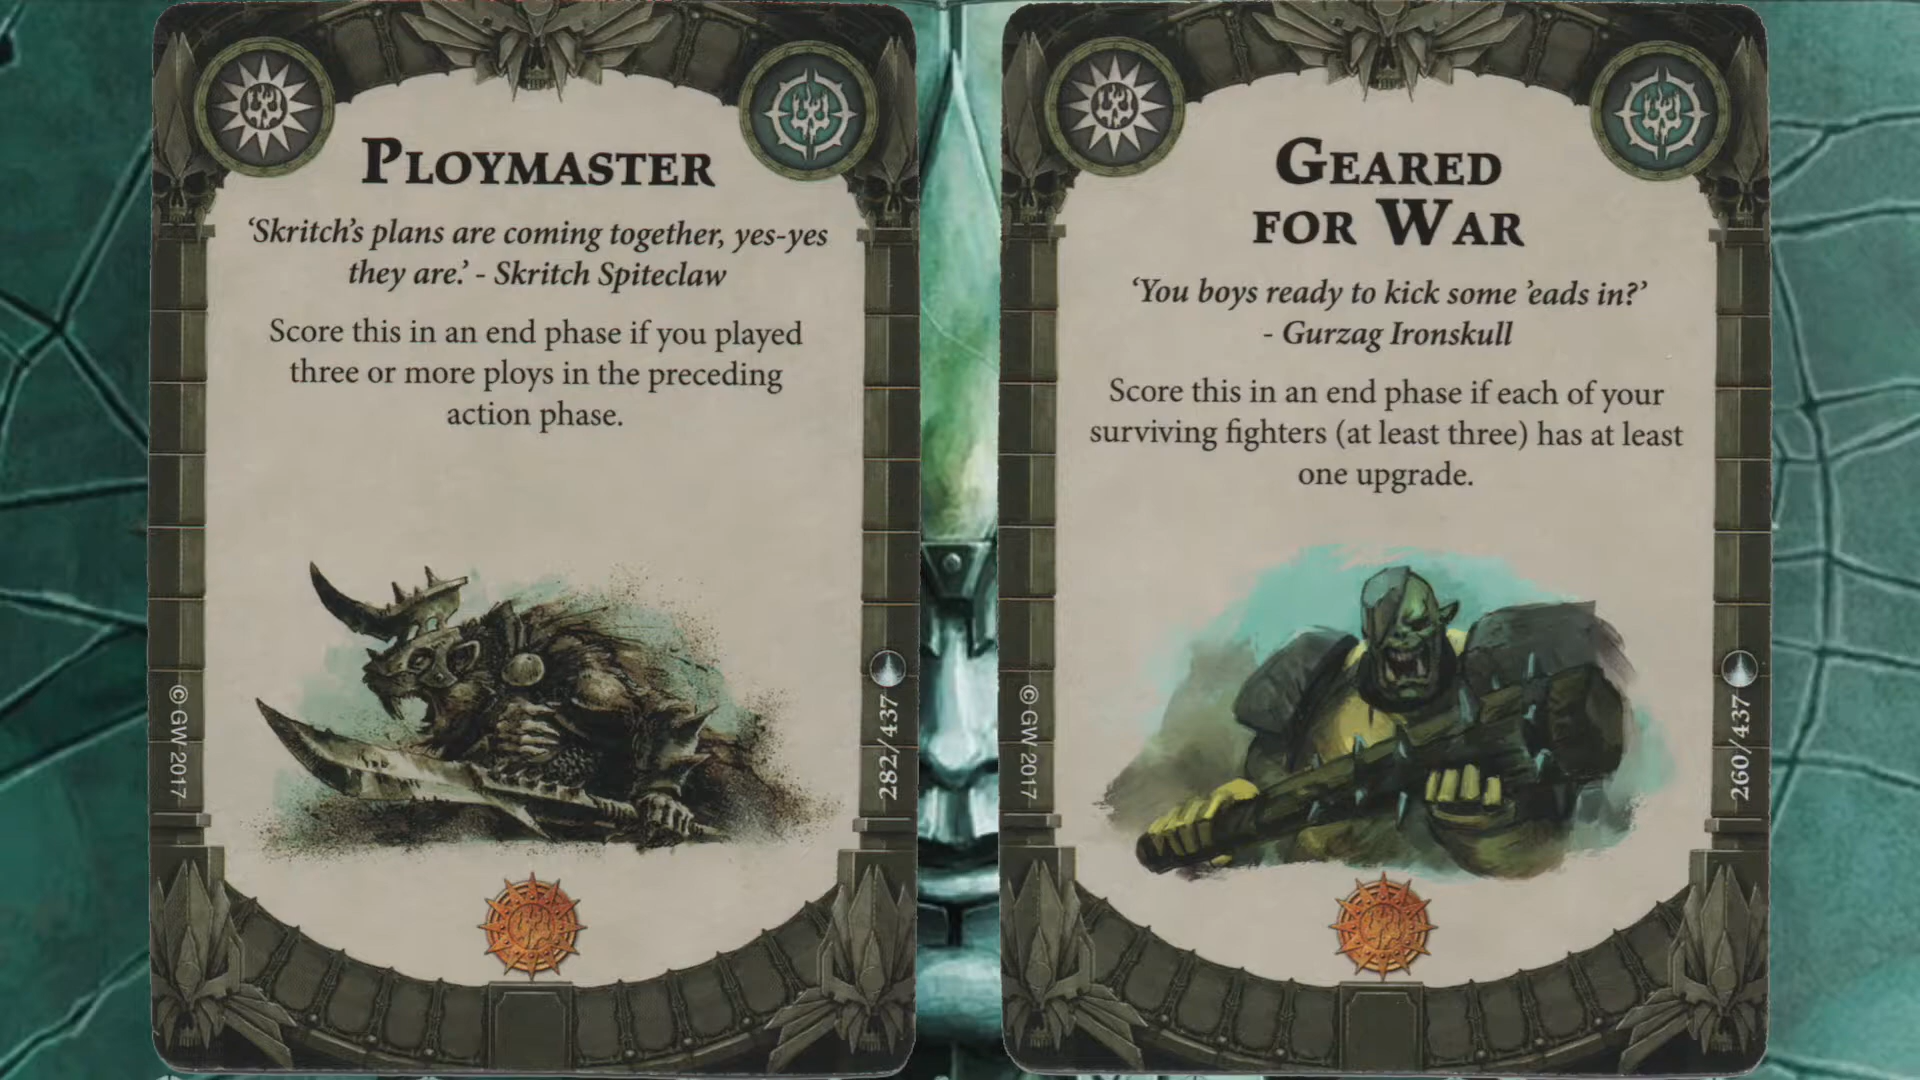 PLOYMASTER
‘Skritch’s plans are coming together, yes-yes
they are.’ - Skritch Spiteclaw
Score this in an end phase if you played
three or more ploys in the preceding
action phase.
© GW 2017
282/437
GEARED
FOR WAR
‘You boys ready to kick some ’eads in?’
- Gurzag Ironskull
Score this in an end phase if each of your
surviving fighters (at least three) has at least
one upgrade.
© GW 2017
260/437